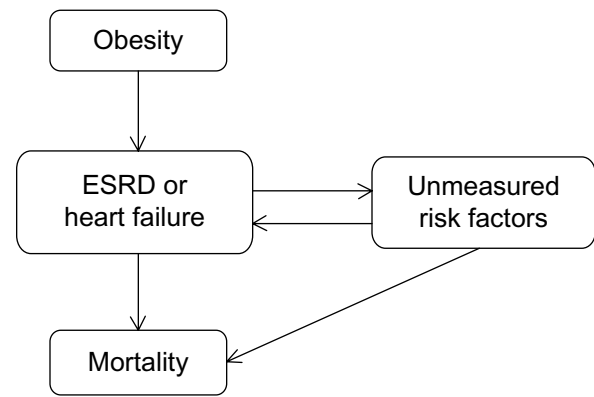 Obesity
ESRD or
heart failure
Unmeasured
risk factors
Mortality